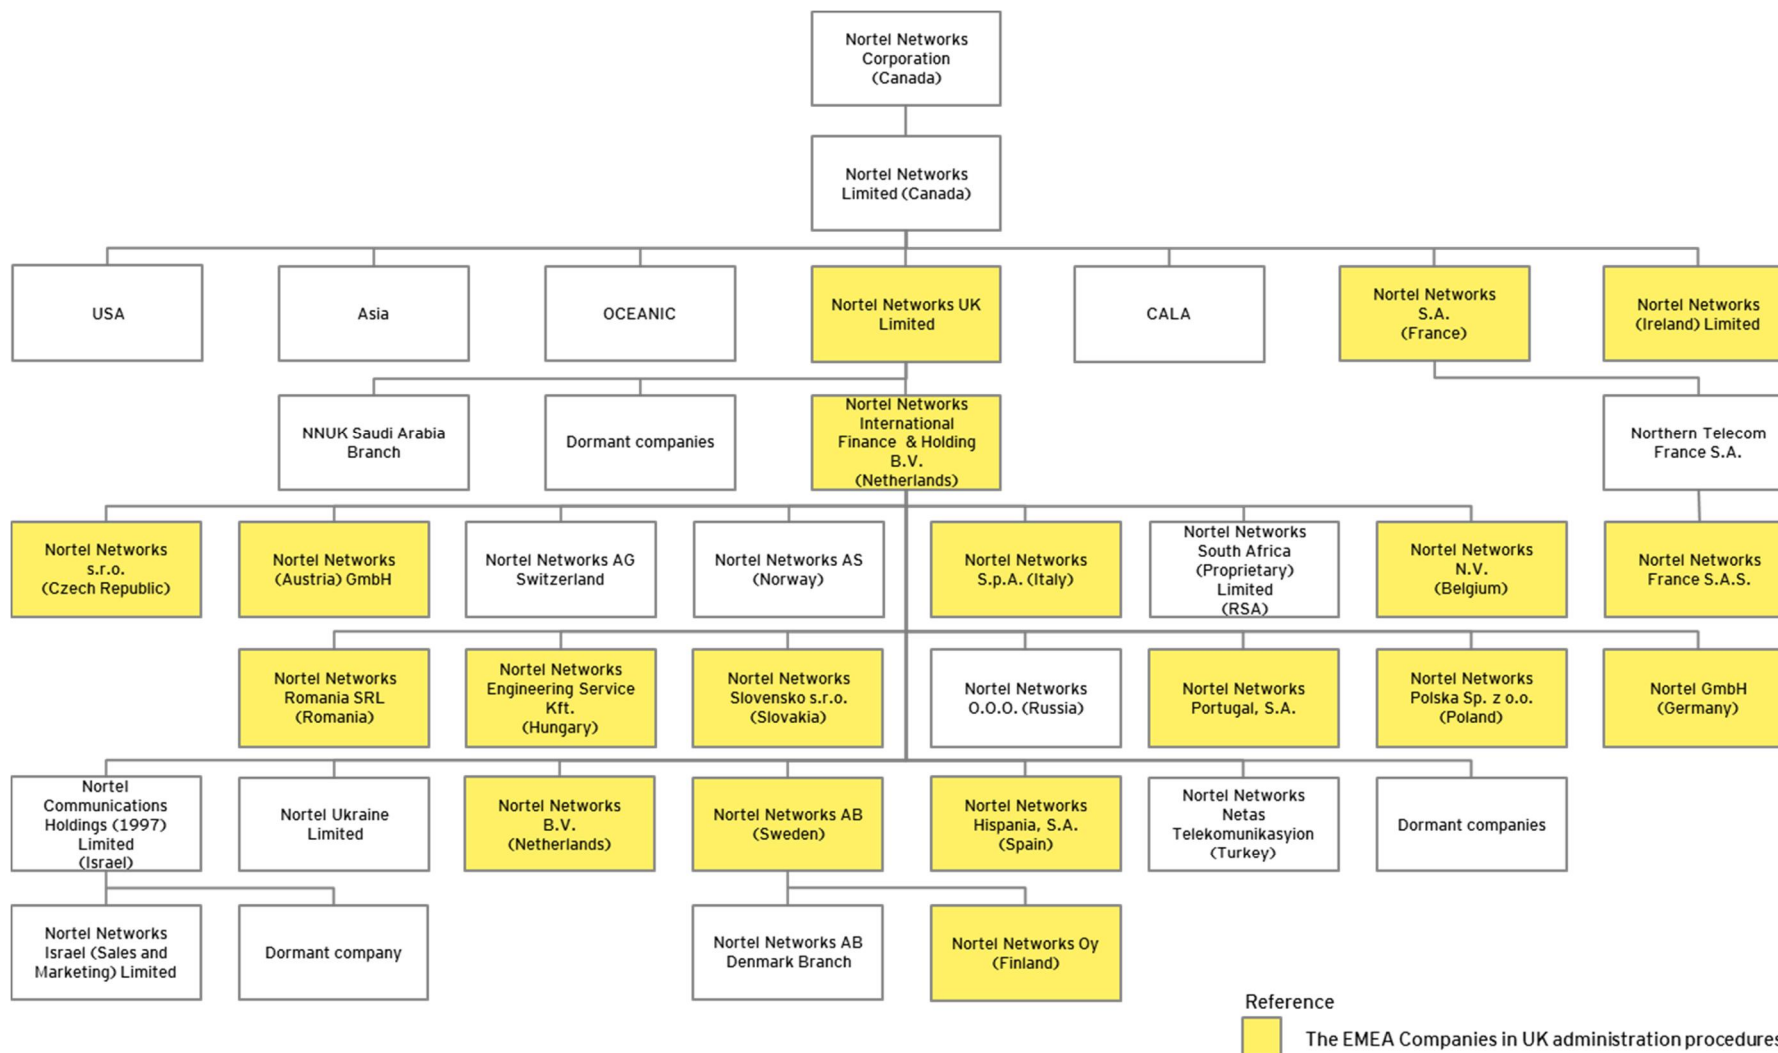 Nortel Networks
Corporation
(Canada)
Nortel Networks
Limited (Canada)
USA
Asia
OCEANIC
Nortel Networks UK
Limited
CALA
Nortel Networks
S.A.
(France)
Nortel Networks
(Ireland) Limited
NNUK Saudi Arabia
Branch
Dormant companies
Nortel Networks
International
Finance & Holding
B.V.
(Netherlands)
Northern Telecom
France S.A.
Nortel Networks
s.r.o.
(Czech Republic)
Nortel Networks
(Austria) GmbH
Nortel Networks AG
Switzerland
Nortel Networks AS
(Norway)
Nortel Networks
S.p.A. (Italy)
Nortel Networks
South Africa
(Proprietary)
Limited
(RSA)
Nortel Networks
N.V.
(Belgium)
Nortel Networks
France S.A.S.
Nortel Networks
Romania SRL
(Romania)
Nortel Networks
Engineering Service
Kft.
(Hungary)
Nortel Networks
Slovensko s.r.o.
(Slovakia)
Nortel Networks
O.O.O. (Russia)
Nortel Networks
Portugal, S.A.
Nortel Networks
Polska Sp. z o.o.
(Poland)
Nortel GmbH
(Germany)
Nortel
Communications
Holdings (1997)
Limited
(Israel)
Nortel Ukraine
Limited
Nortel Networks
B.V.
(Netherlands)
Nortel Networks AB
(Sweden)
Nortel Networks
Hispania, S.A.
(Spain)
Nortel Networks
Netas
Telekomunikasyion
(Turkey)
Dormant companies
Nortel Networks
Israel (Sales and
Marketing) Limited
Dormant company
Nortel Networks AB
Denmark Branch
Nortel Networks Oy
(Finland)
Reference
The EMEA Companies in UK administration procedures